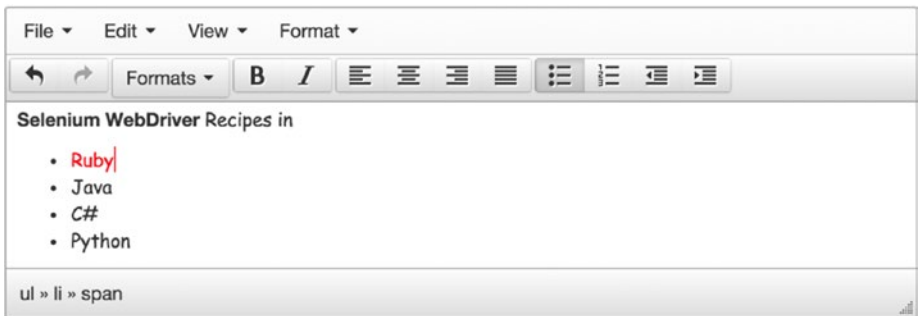 File Edit View Format
Formats B I
Selenium WebDriver Recipes in
• Ruby
• Java
• C#
• Python
ul » li » span